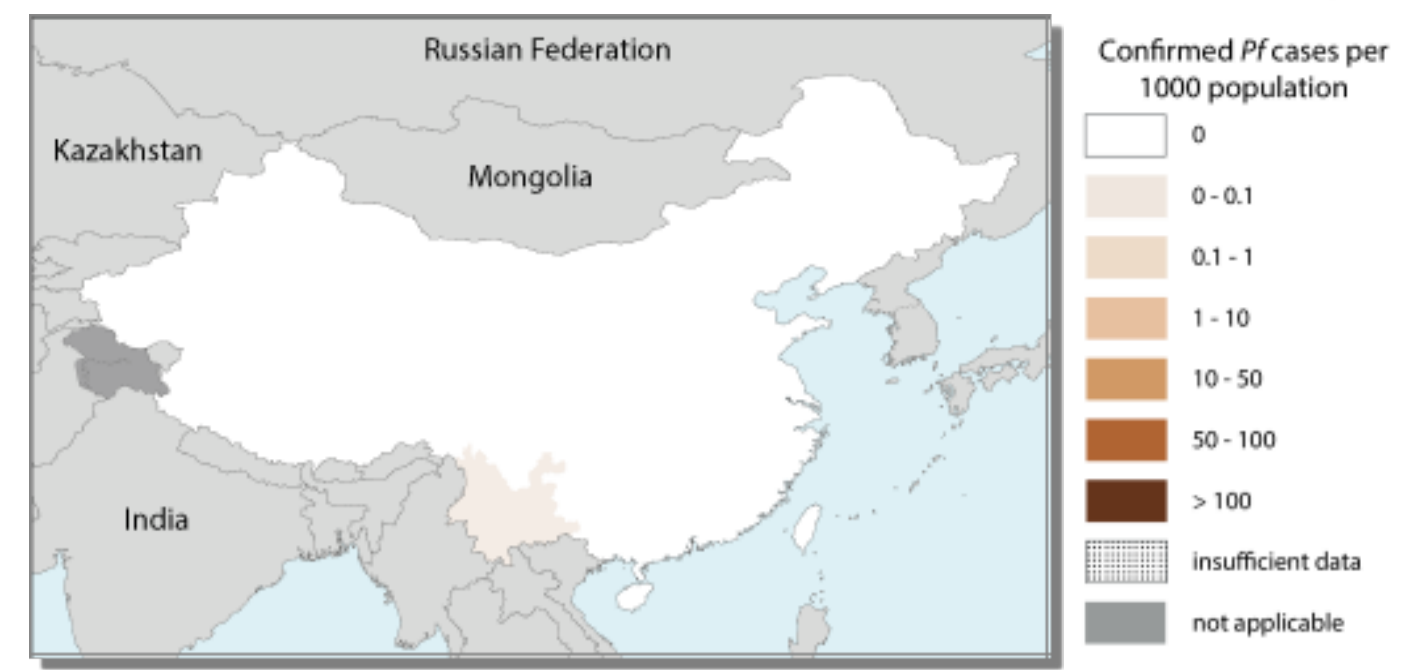 Russian Federation
Kazakhstan
Mongolia
India
Confirmed Pf cases per
1000 population
0
0 - 0.1
0.1 - 1
1 - 10
10 - 50
50 - 100
> 100
insufficient data
not applicable